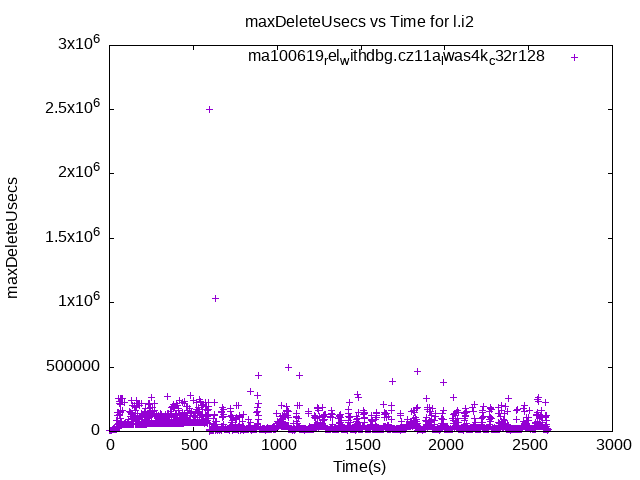 maxDeleteUsecs vs Time for l.i2
3x10^6
2.5x10^6
2x10^6
1.5x10^6
1x10^6
500000
0
maxDeleteUsecs
ma100619_rel_withdbg.cz11a_lwas4k_c32r128
0 500 1000 1500 2000 2500 3000
Time(s)